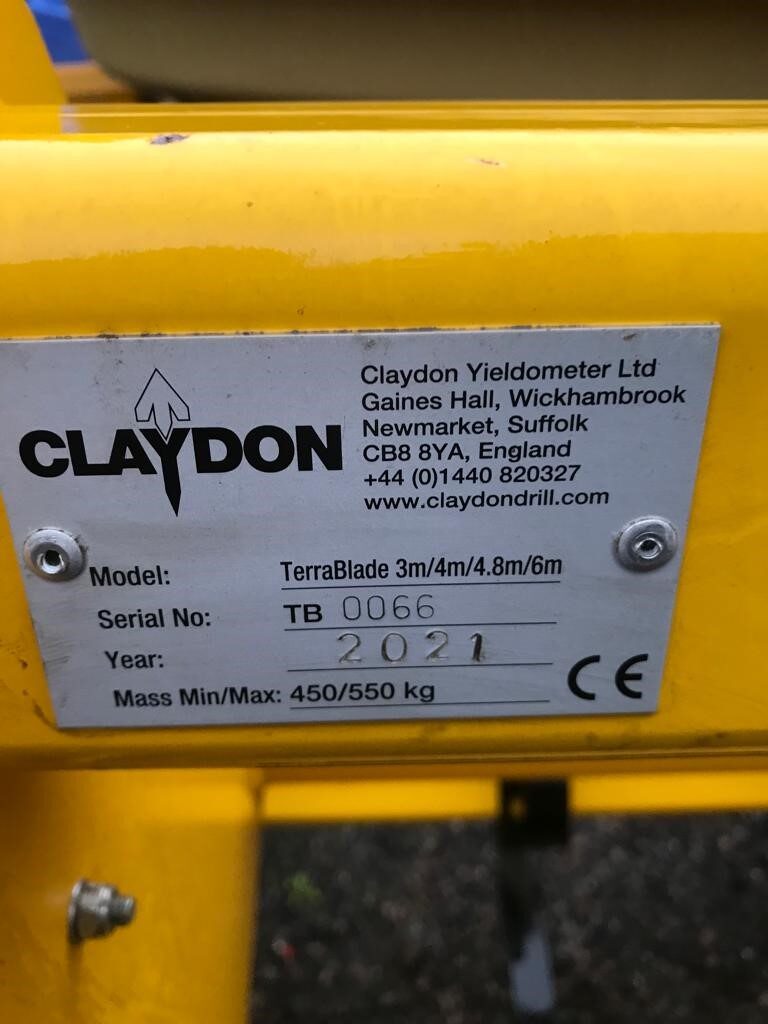 CLAYDON
Claydon Yieldometer Ltd
Gaines Hall, Wickhambrook
Newmarket, Suffolk
CB8 8YA, England
+44 (0)1440 820327
www.claydondrill.com
Model: TerraBlade 3m/4m/4.8m/6m
Serial No: TB 0066
Year: 2021
Mass Min/Max: 450/550 kg
CE